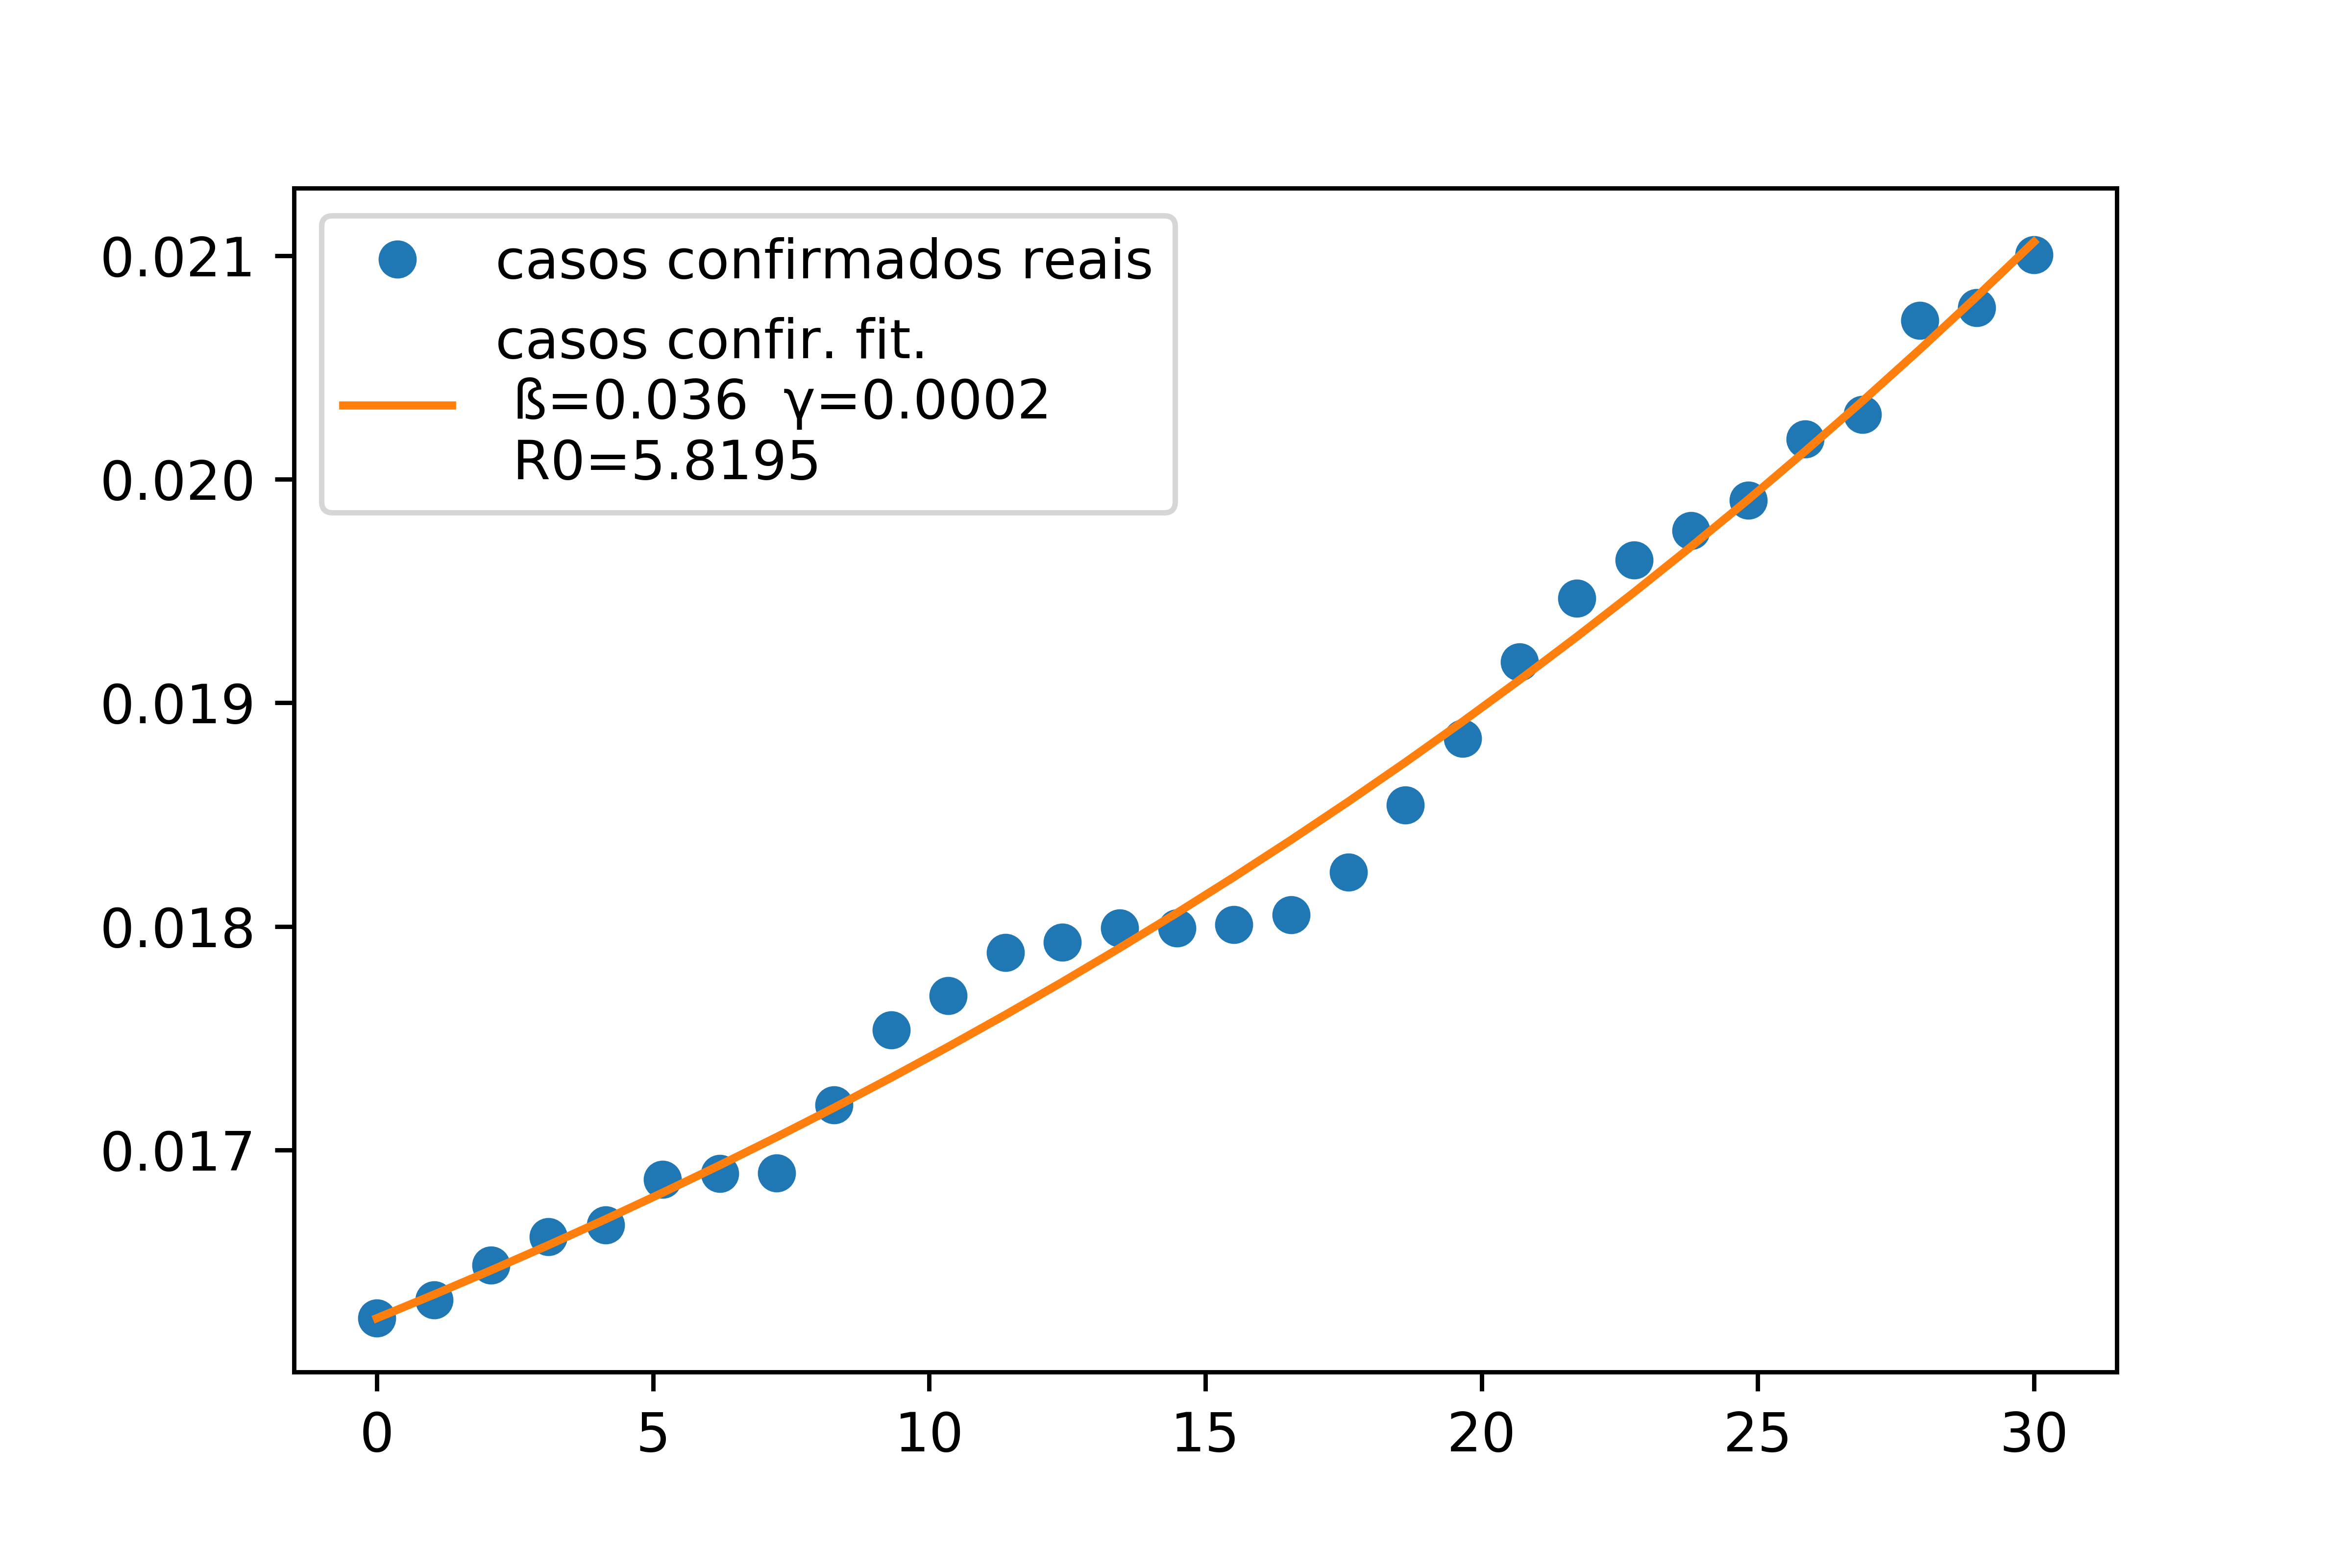 casos confirmados reais
casos confir. fit.
ß=0.036 γ=0.0002
R0=5.8195
0.021
0.020
0.019
0.018
0.017
0 5 10 15 20 25 30